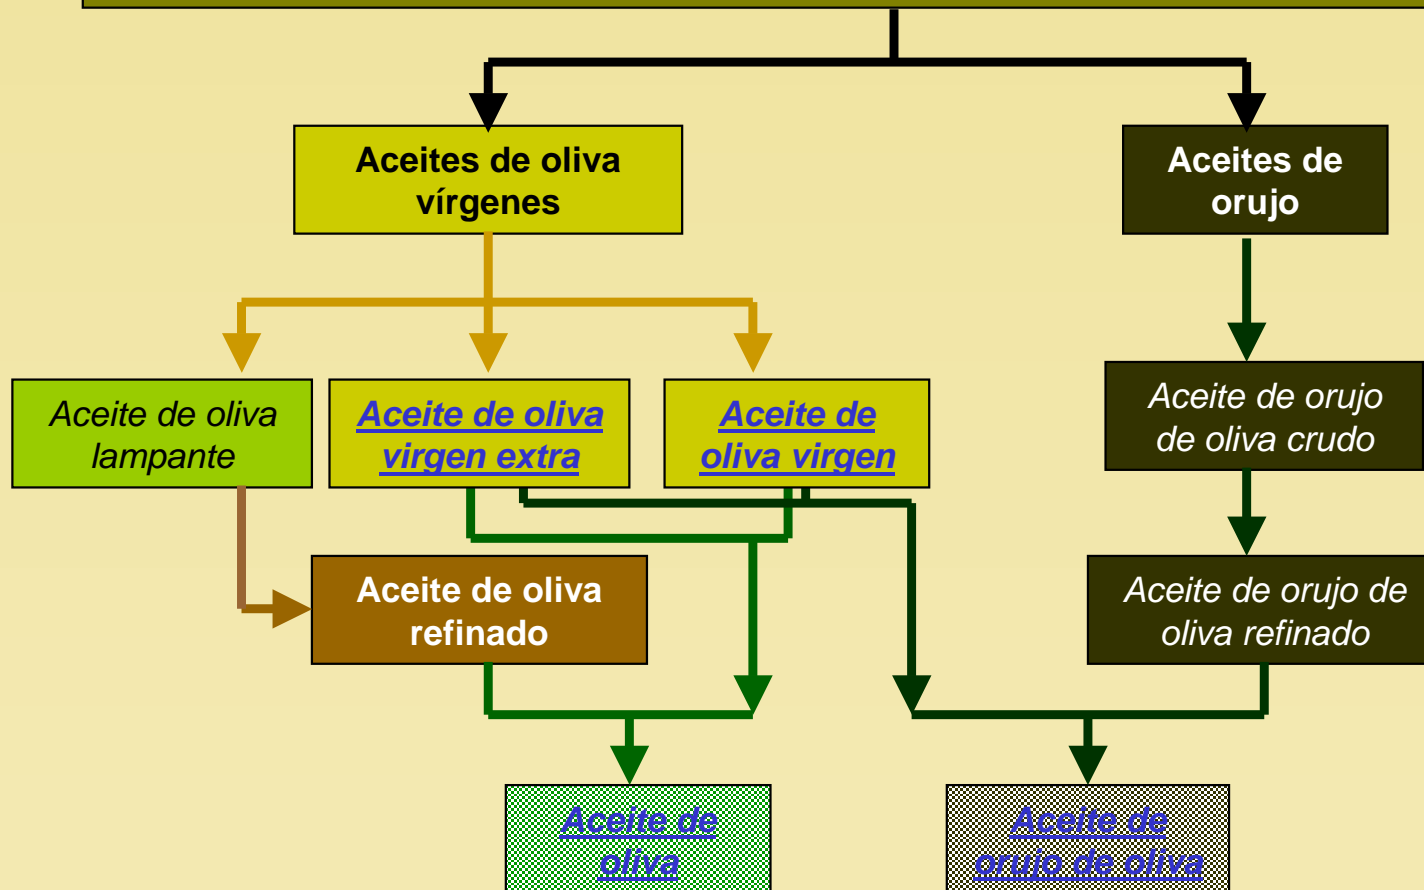 Aceites de oliva
vírgenes
Aceites de
orujo
Aceite de oliva
lampante
Aceite de oliva
virgen extra
Aceite de
oliva virgen
Aceite de orujo
de oliva crudo
Aceite de oliva
refinado
Aceite de orujo de
oliva refinado
Aceite de
oliva
Aceite de
orujo de oliva